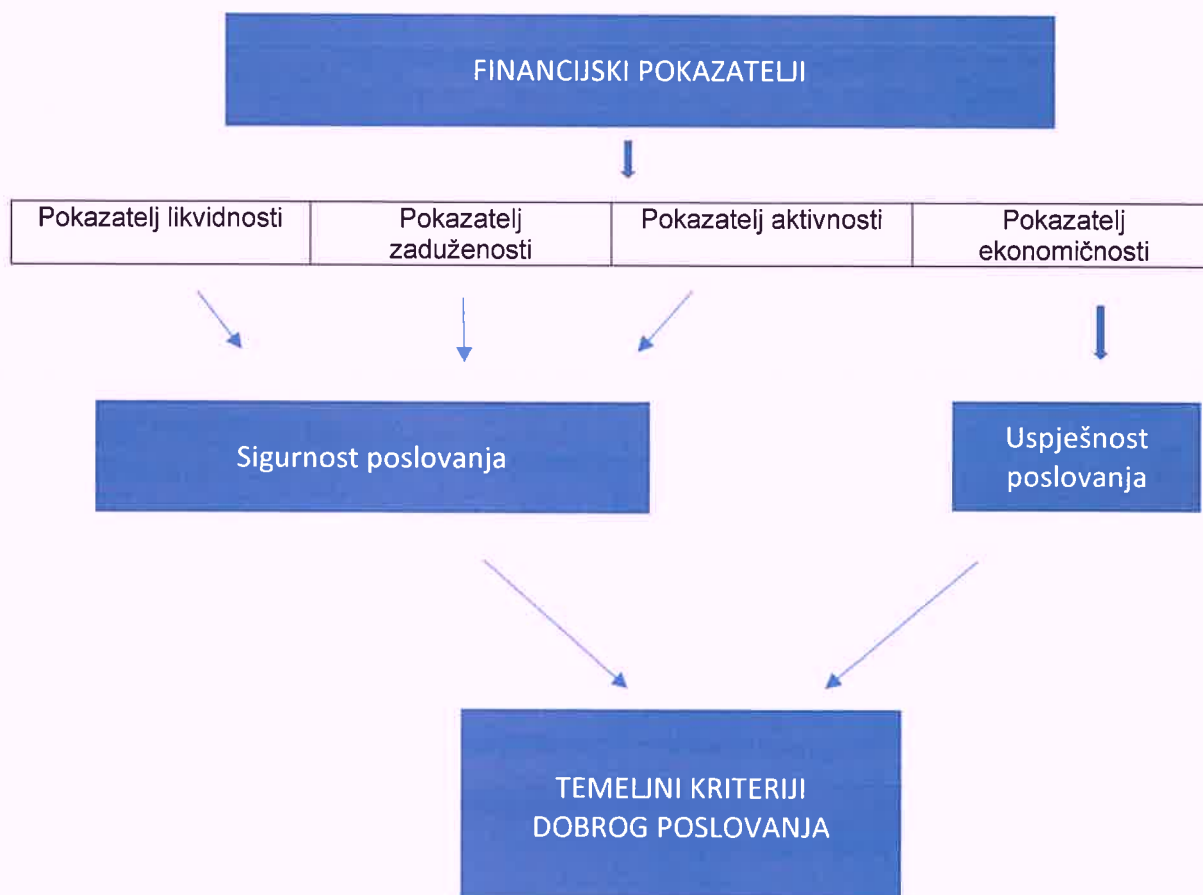 FINANCIJSKI POKAZATELJI
Pokazatelj likvidnosti
Pokazatelj
zaduženosti
Pokazatelj aktivnosti
Pokazatelj
ekonomičnosti
Sigurnost poslovanja
Uspješnost
poslovanja
TEMELJNI KRITERIJI
DOBROG POSLOVANJA